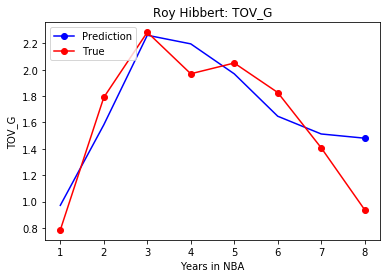 Roy Hibbert: TOV_G
Prediction
True
2.2
2.0
1.8
1.6
1.4
1.2
1.0
0.8
TOV_G
1 2 3 4 5 6 7 8
Years in NBA